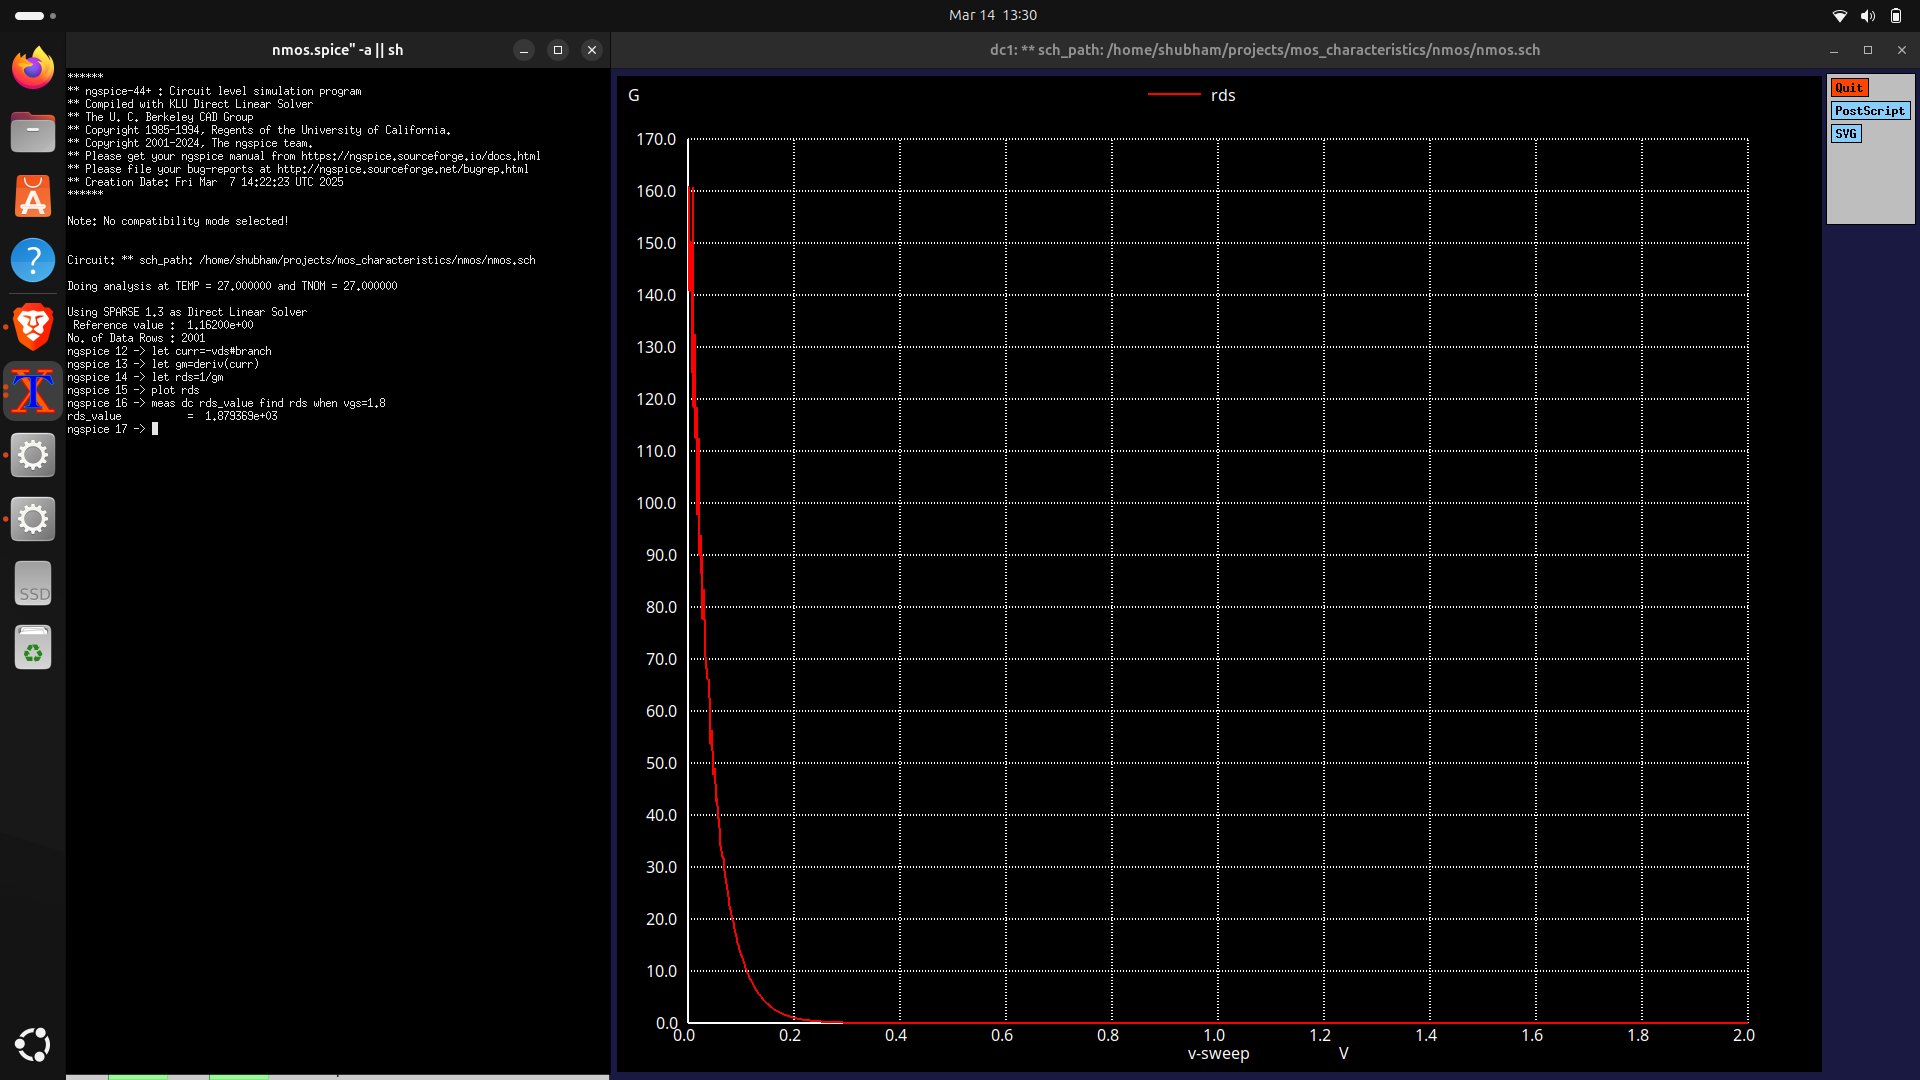 Mar 14 13:30
nmos.spice" -a || sh
******
** ngspice-44+ : Circuit level simulation program
** Compiled with KLU Direct Linear Solver
** The U. C. Berkeley CAD Group
** Copyright 1985-1994, Regents of the University of California.
** Copyright 2001-2024, The ngspice team.
** Please get your ngspice manual from https://ngspice.sourceforge.io/docs.html
** Please file your bug-reports at http://ngspice.sourceforge.net/bugrep.html
** Creation Date: Fri Mar  7 14:22:23 UTC 2025
******
Note: No compatibility mode selected!
Circuit: ** sch_path: /home/shubham/projects/mos_characteristics/nmos/nmos.sch
Doing analysis at TEMP = 27.000000 and TNOM = 27.000000
Using SPARSE 1.3 as Direct Linear Solver
Reference value :  1.16200e+00
No. of Data Rows : 2001
ngspice 12 -> let curr=-vds#branch
ngspice 13 -> let gm=deriv(curr)
ngspice 14 -> let rds=1/gm
ngspice 15 -> plot rds
ngspice 16 -> meas dc rds_value find rds when vgs=1.8
rds_value           =  1.879369e+03
ngspice 17 ->
SSD
dc1: ** sch_path: /home/shubham/projects/mos_characteristics/nmos/nmos.sch
G
rds
170.0
160.0
150.0
140.0
130.0
120.0
110.0
100.0
90.0
80.0
70.0
60.0
50.0
40.0
30.0
20.0
10.0
0.0
0.0 0.2 0.4 0.6 0.8 1.0 1.2 1.4 1.6 1.8 2.0
v-sweep V
Quit
PostScript
SVG